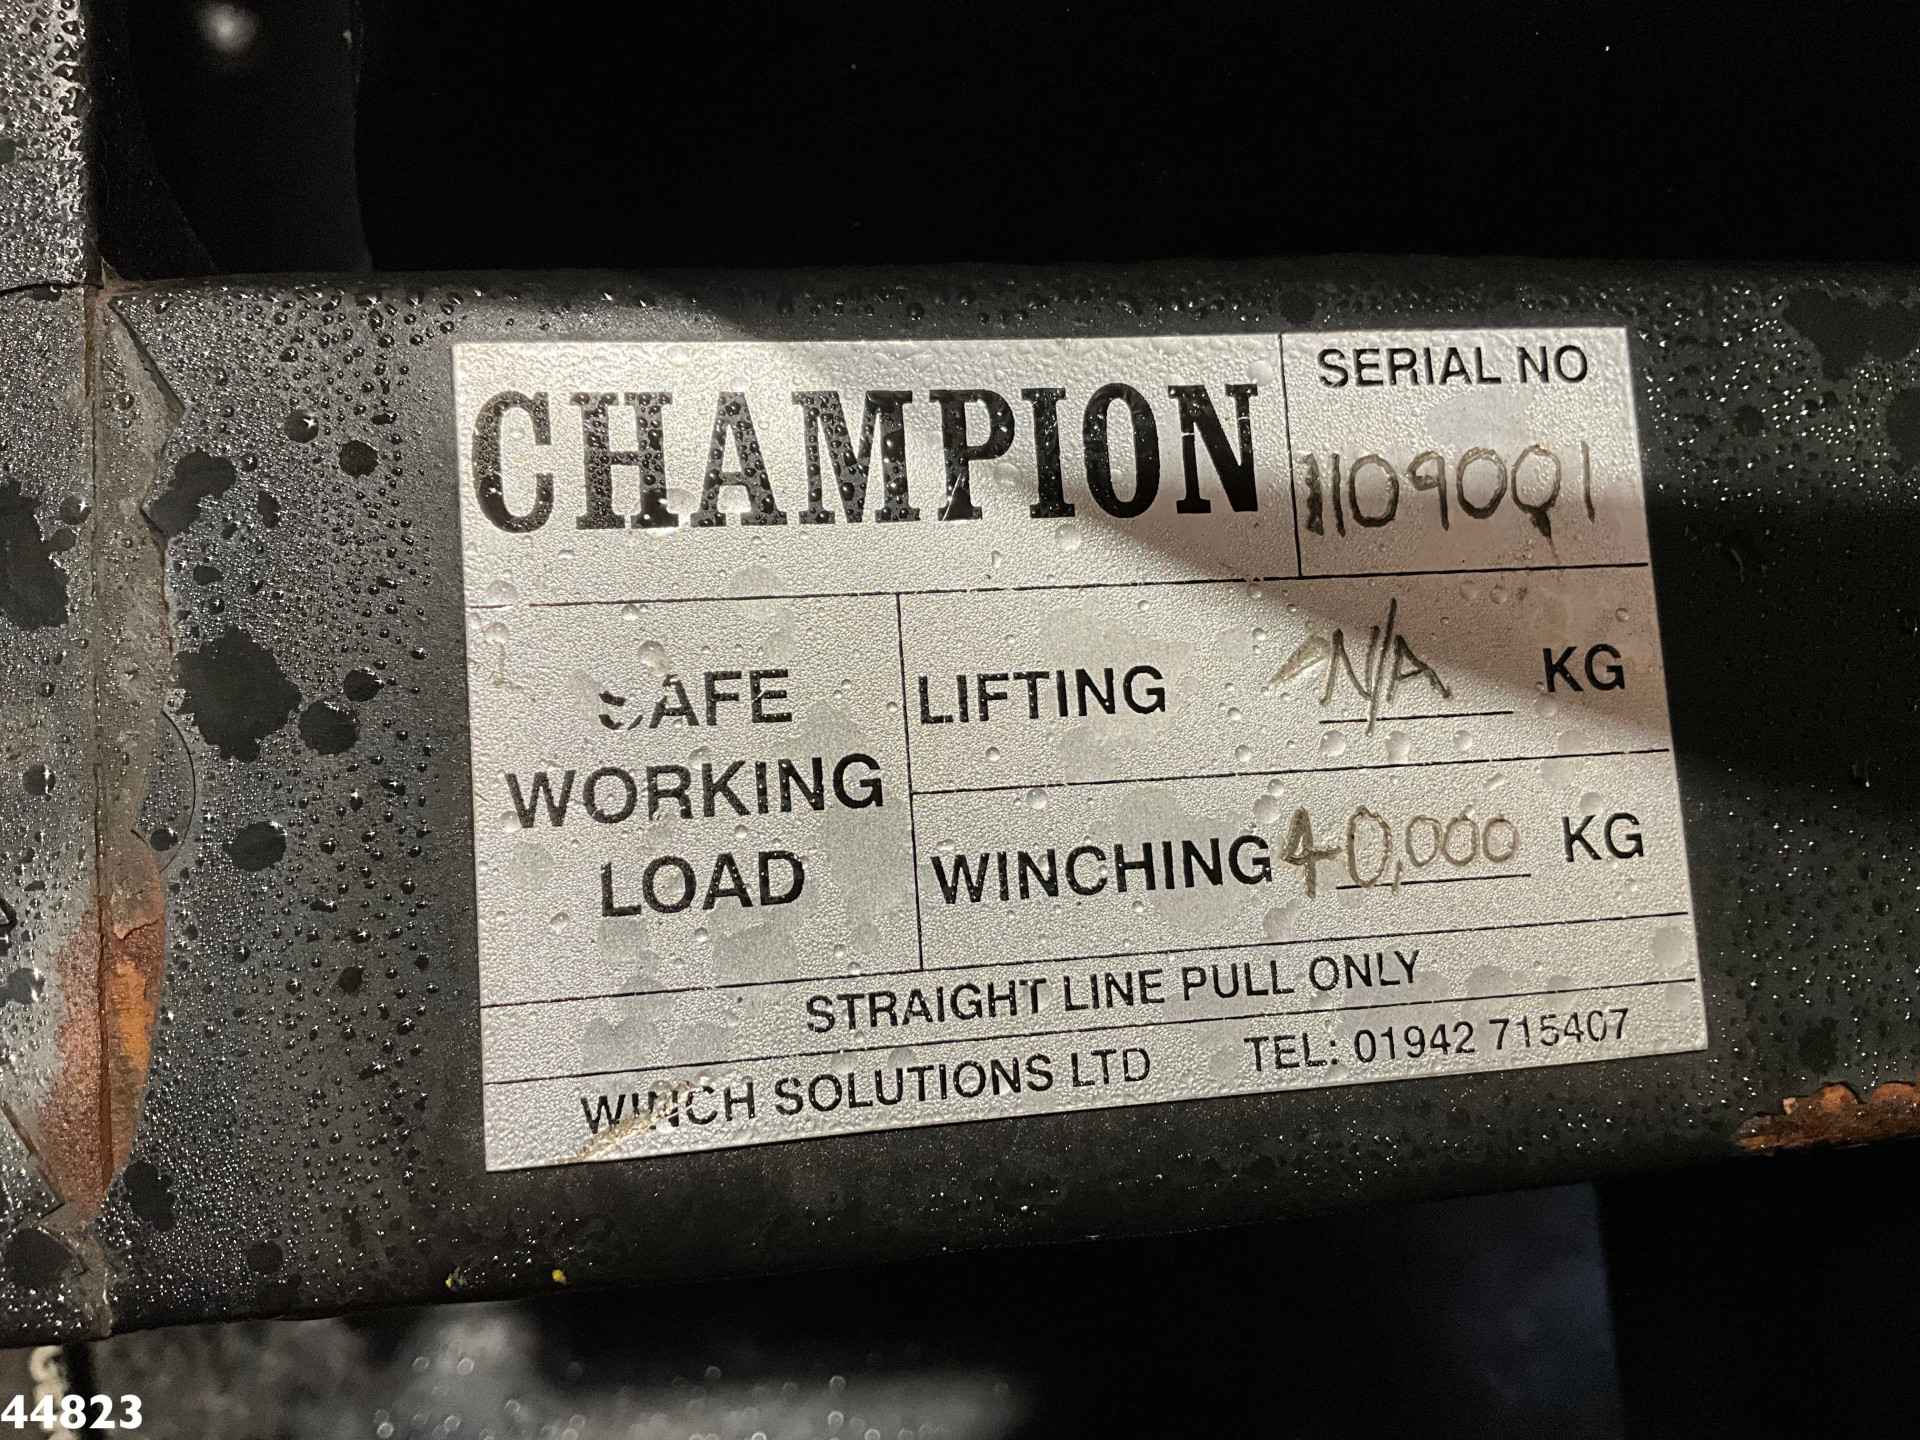 CHAMPION
SERIAL NO
1109001
SAFE
WORKING
LOAD
LIFTING N/A KG
WINCHING 40,000 KG
STRAIGHT LINE PULL ONLY
WINCH SOLUTIONS LTD TEL: 01942 715407
44823